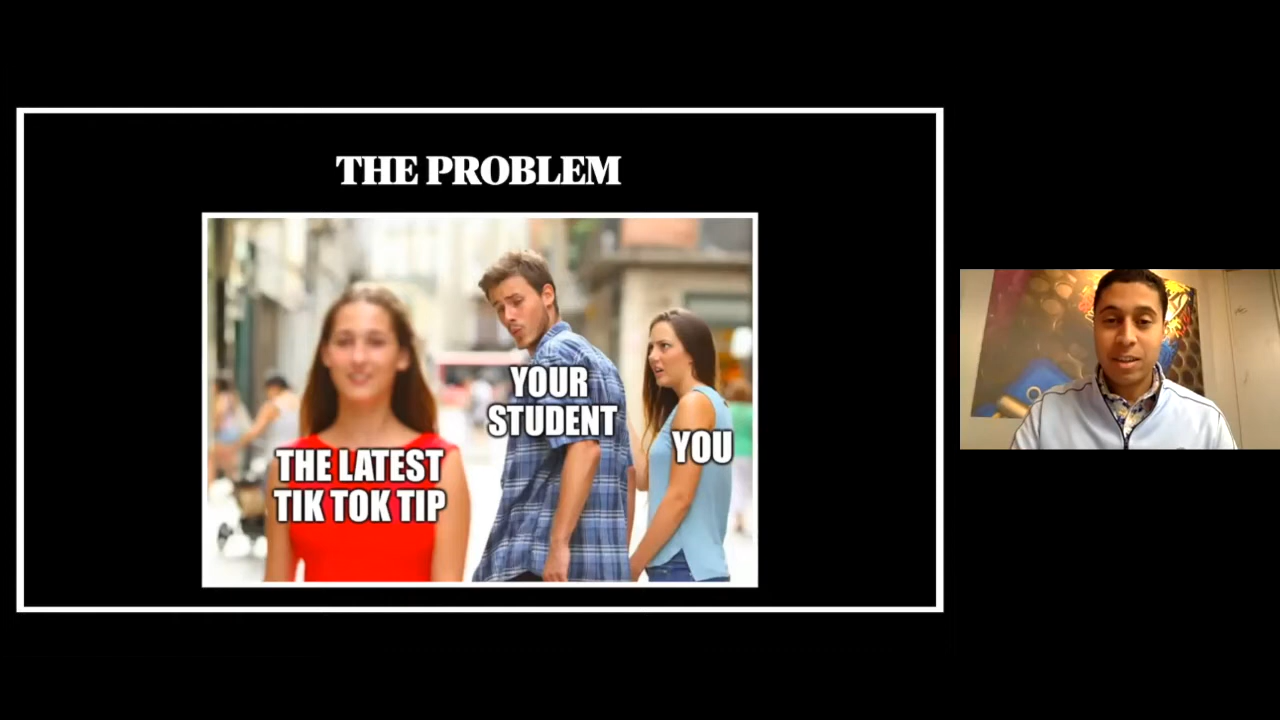 THE PROBLEM
YOUR
STUDENT
YOU
THE LATEST
TIK TOK TIP